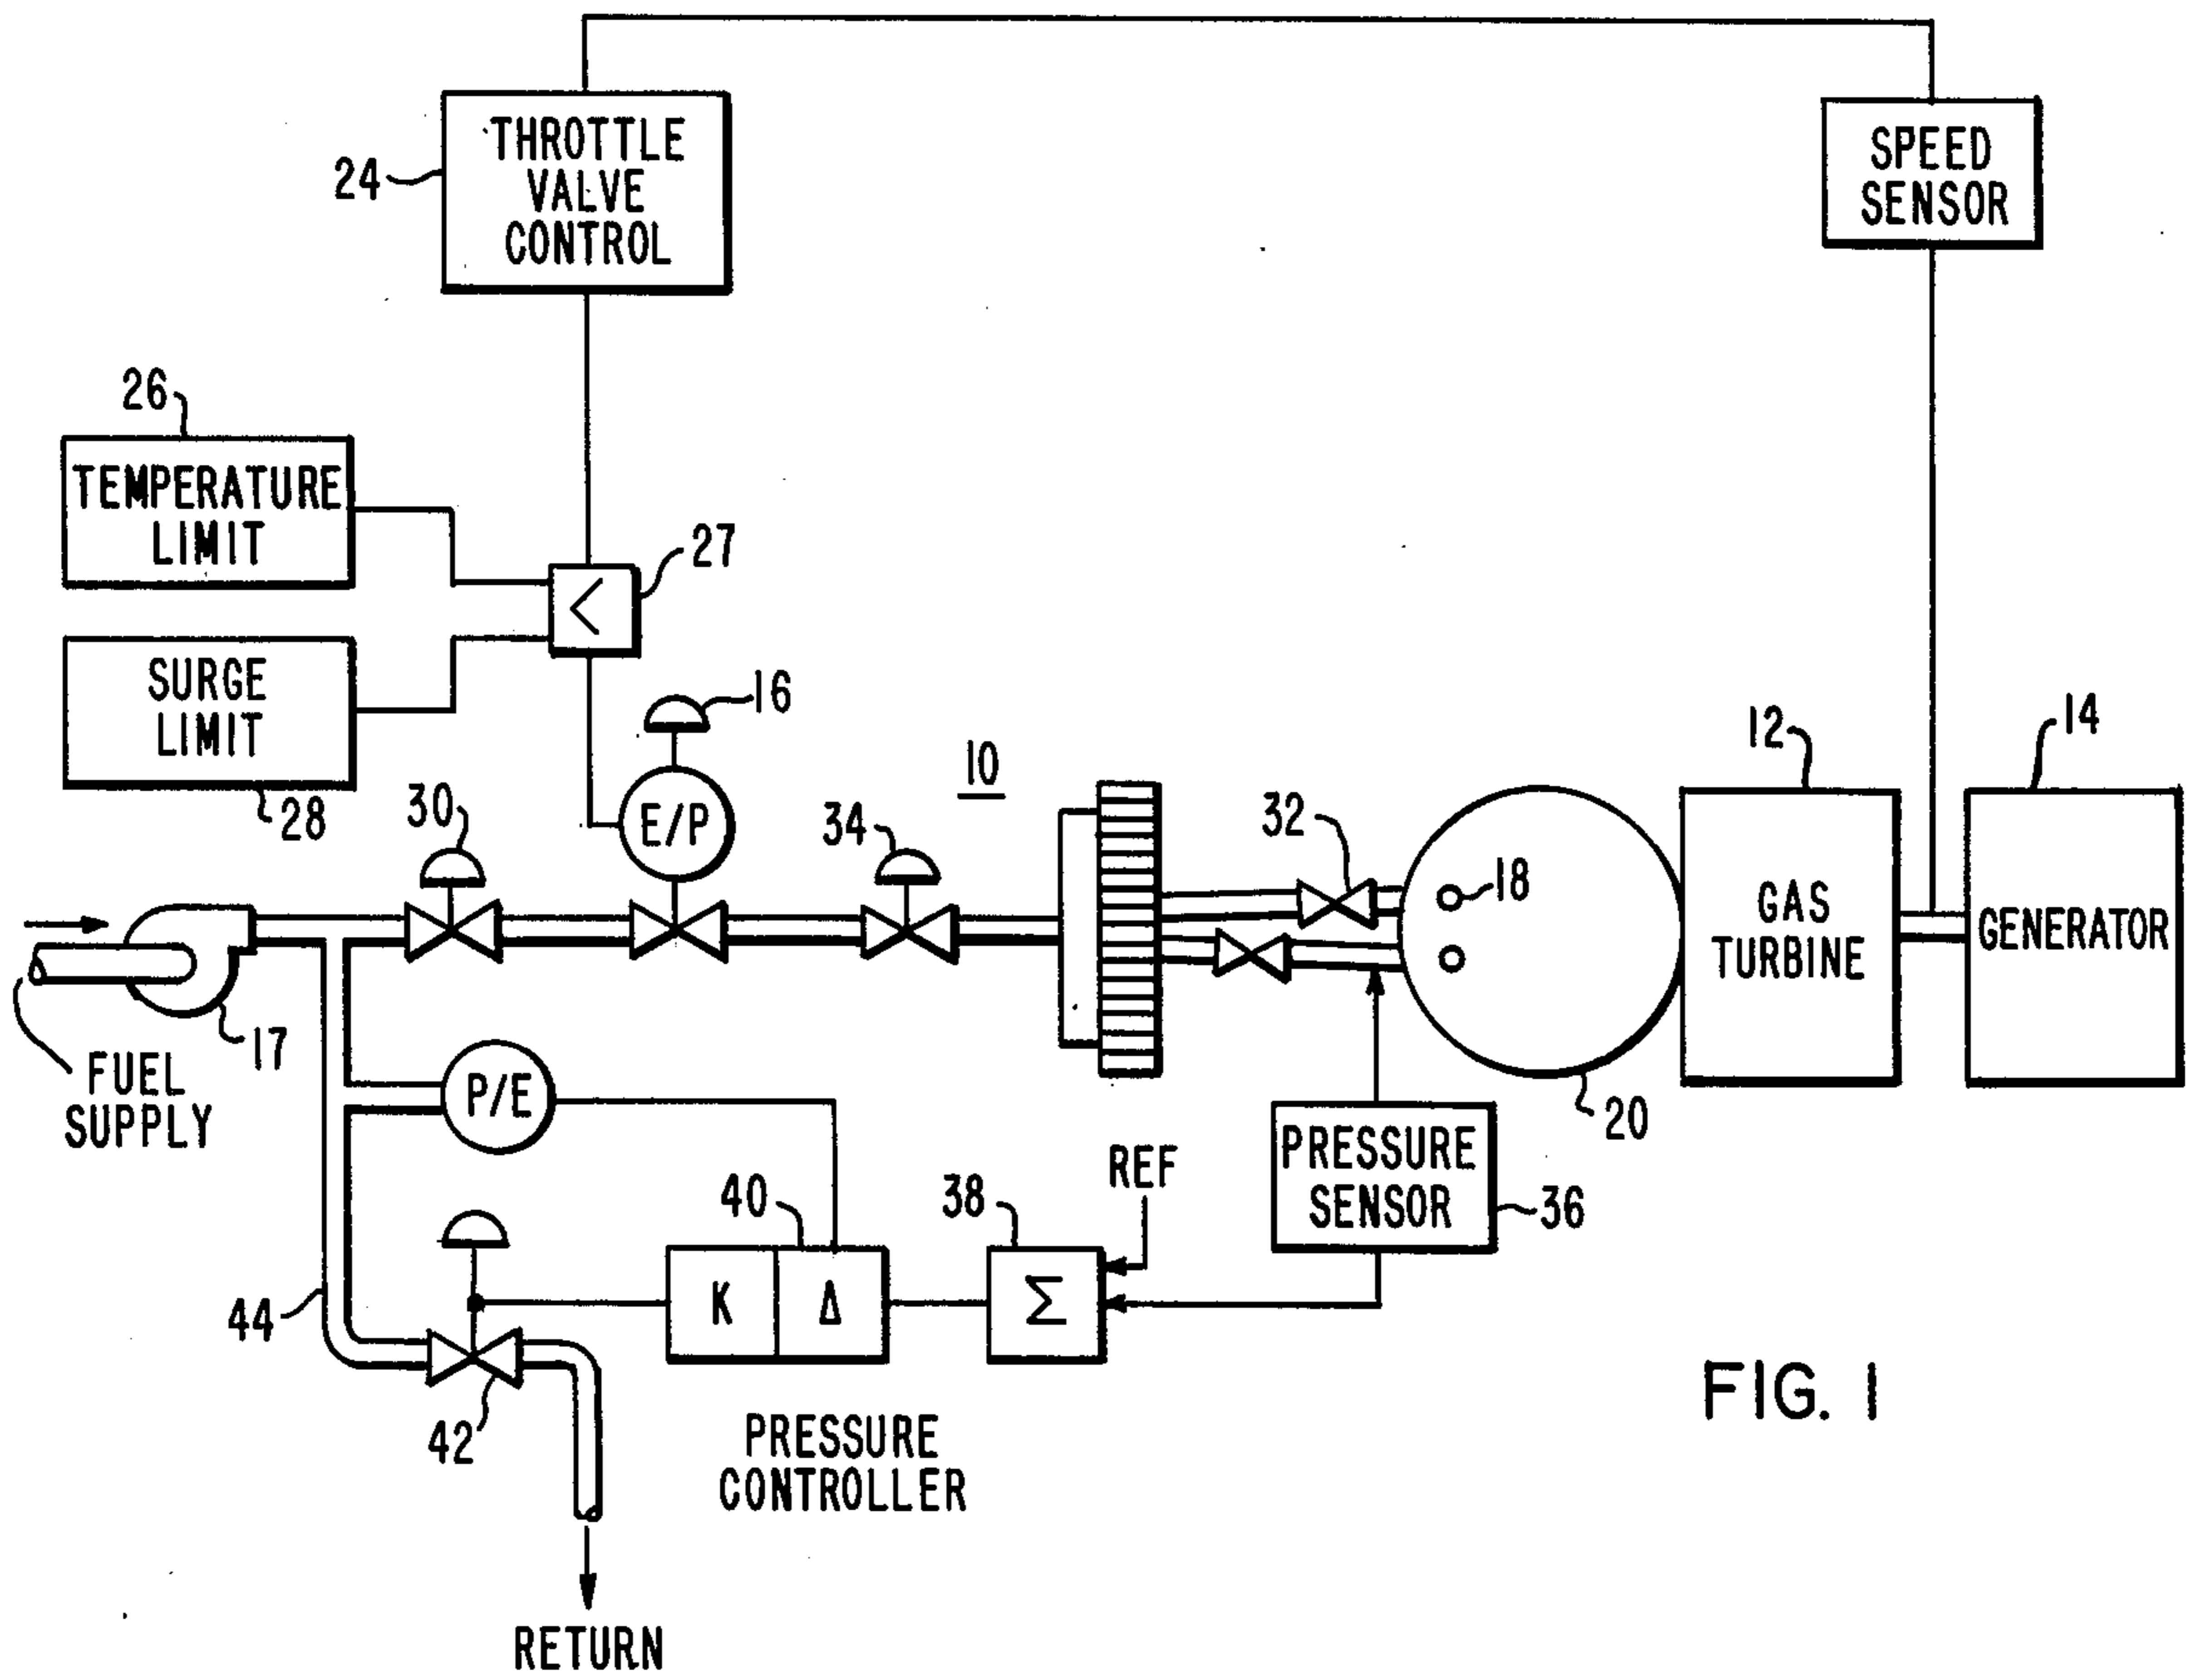 THROTTLE
VALVE
CONTROL
24
SPEED
SENSOR
26
TEMPERATURE
LIMIT
27
<
SURGE
LIMIT
28
16
E/P
30
34
10
32
18
12
14
GAS
TURBINE
GENERATOR
20
17
FUEL
SUPPLY
P/E
PRESSURE
SENSOR
36
REF
38
Σ
40
K Δ
44
42
PRESSURE
CONTROLLER
RETURN
FIG. 1